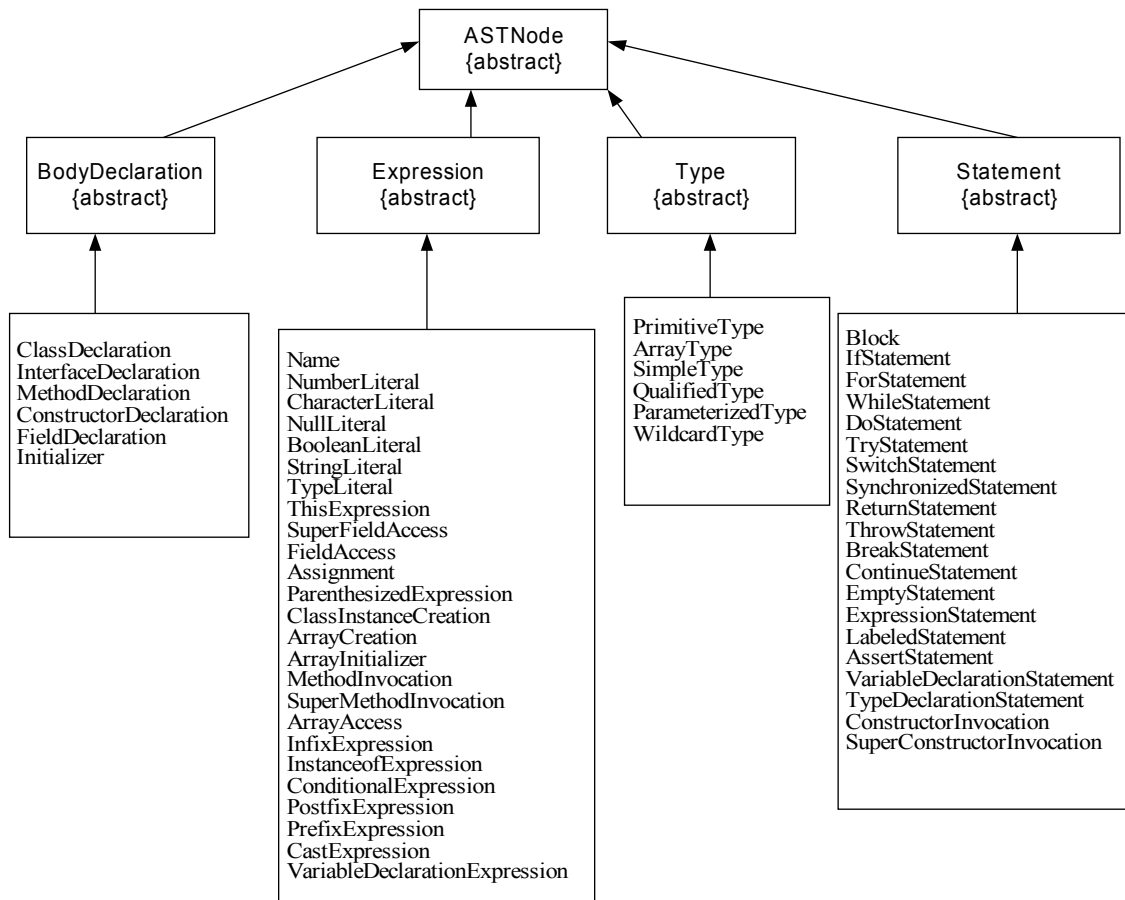 ASTNode
{abstract}
BodyDeclaration
{abstract}
Expression
{abstract}
Type
{abstract}
Statement
{abstract}
ClassDeclaration
InterfaceDeclaration
MethodDeclaration
ConstructorDeclaration
FieldDeclaration
Initializer
Name
NumberLiteral
CharacterLiteral
NullLiteral
BooleanLiteral
StringLiteral
TypeLiteral
ThisExpression
SuperFieldAccess
FieldAccess
Assignment
ParenthesizedExpression
ClassInstanceCreation
ArrayCreation
ArrayInitializer
MethodInvocation
SuperMethodInvocation
ArrayAccess
InfixExpression
InstanceofExpression
ConditionalExpression
PostfixExpression
PrefixExpression
CastExpression
VariableDeclarationExpression
PrimitiveType
ArrayType
SimpleType
QualifiedType
ParameterizedType
WildcardType
Block
IfStatement
ForStatement
WhileStatement
DoStatement
TryStatement
SwitchStatement
SynchronizedStatement
ReturnStatement
ThrowStatement
BreakStatement
ContinueStatement
EmptyStatement
ExpressionStatement
LabeledStatement
AssertStatement
VariableDeclarationStatement
TypeDeclarationStatement
ConstructorInvocation
SuperConstructorInvocation